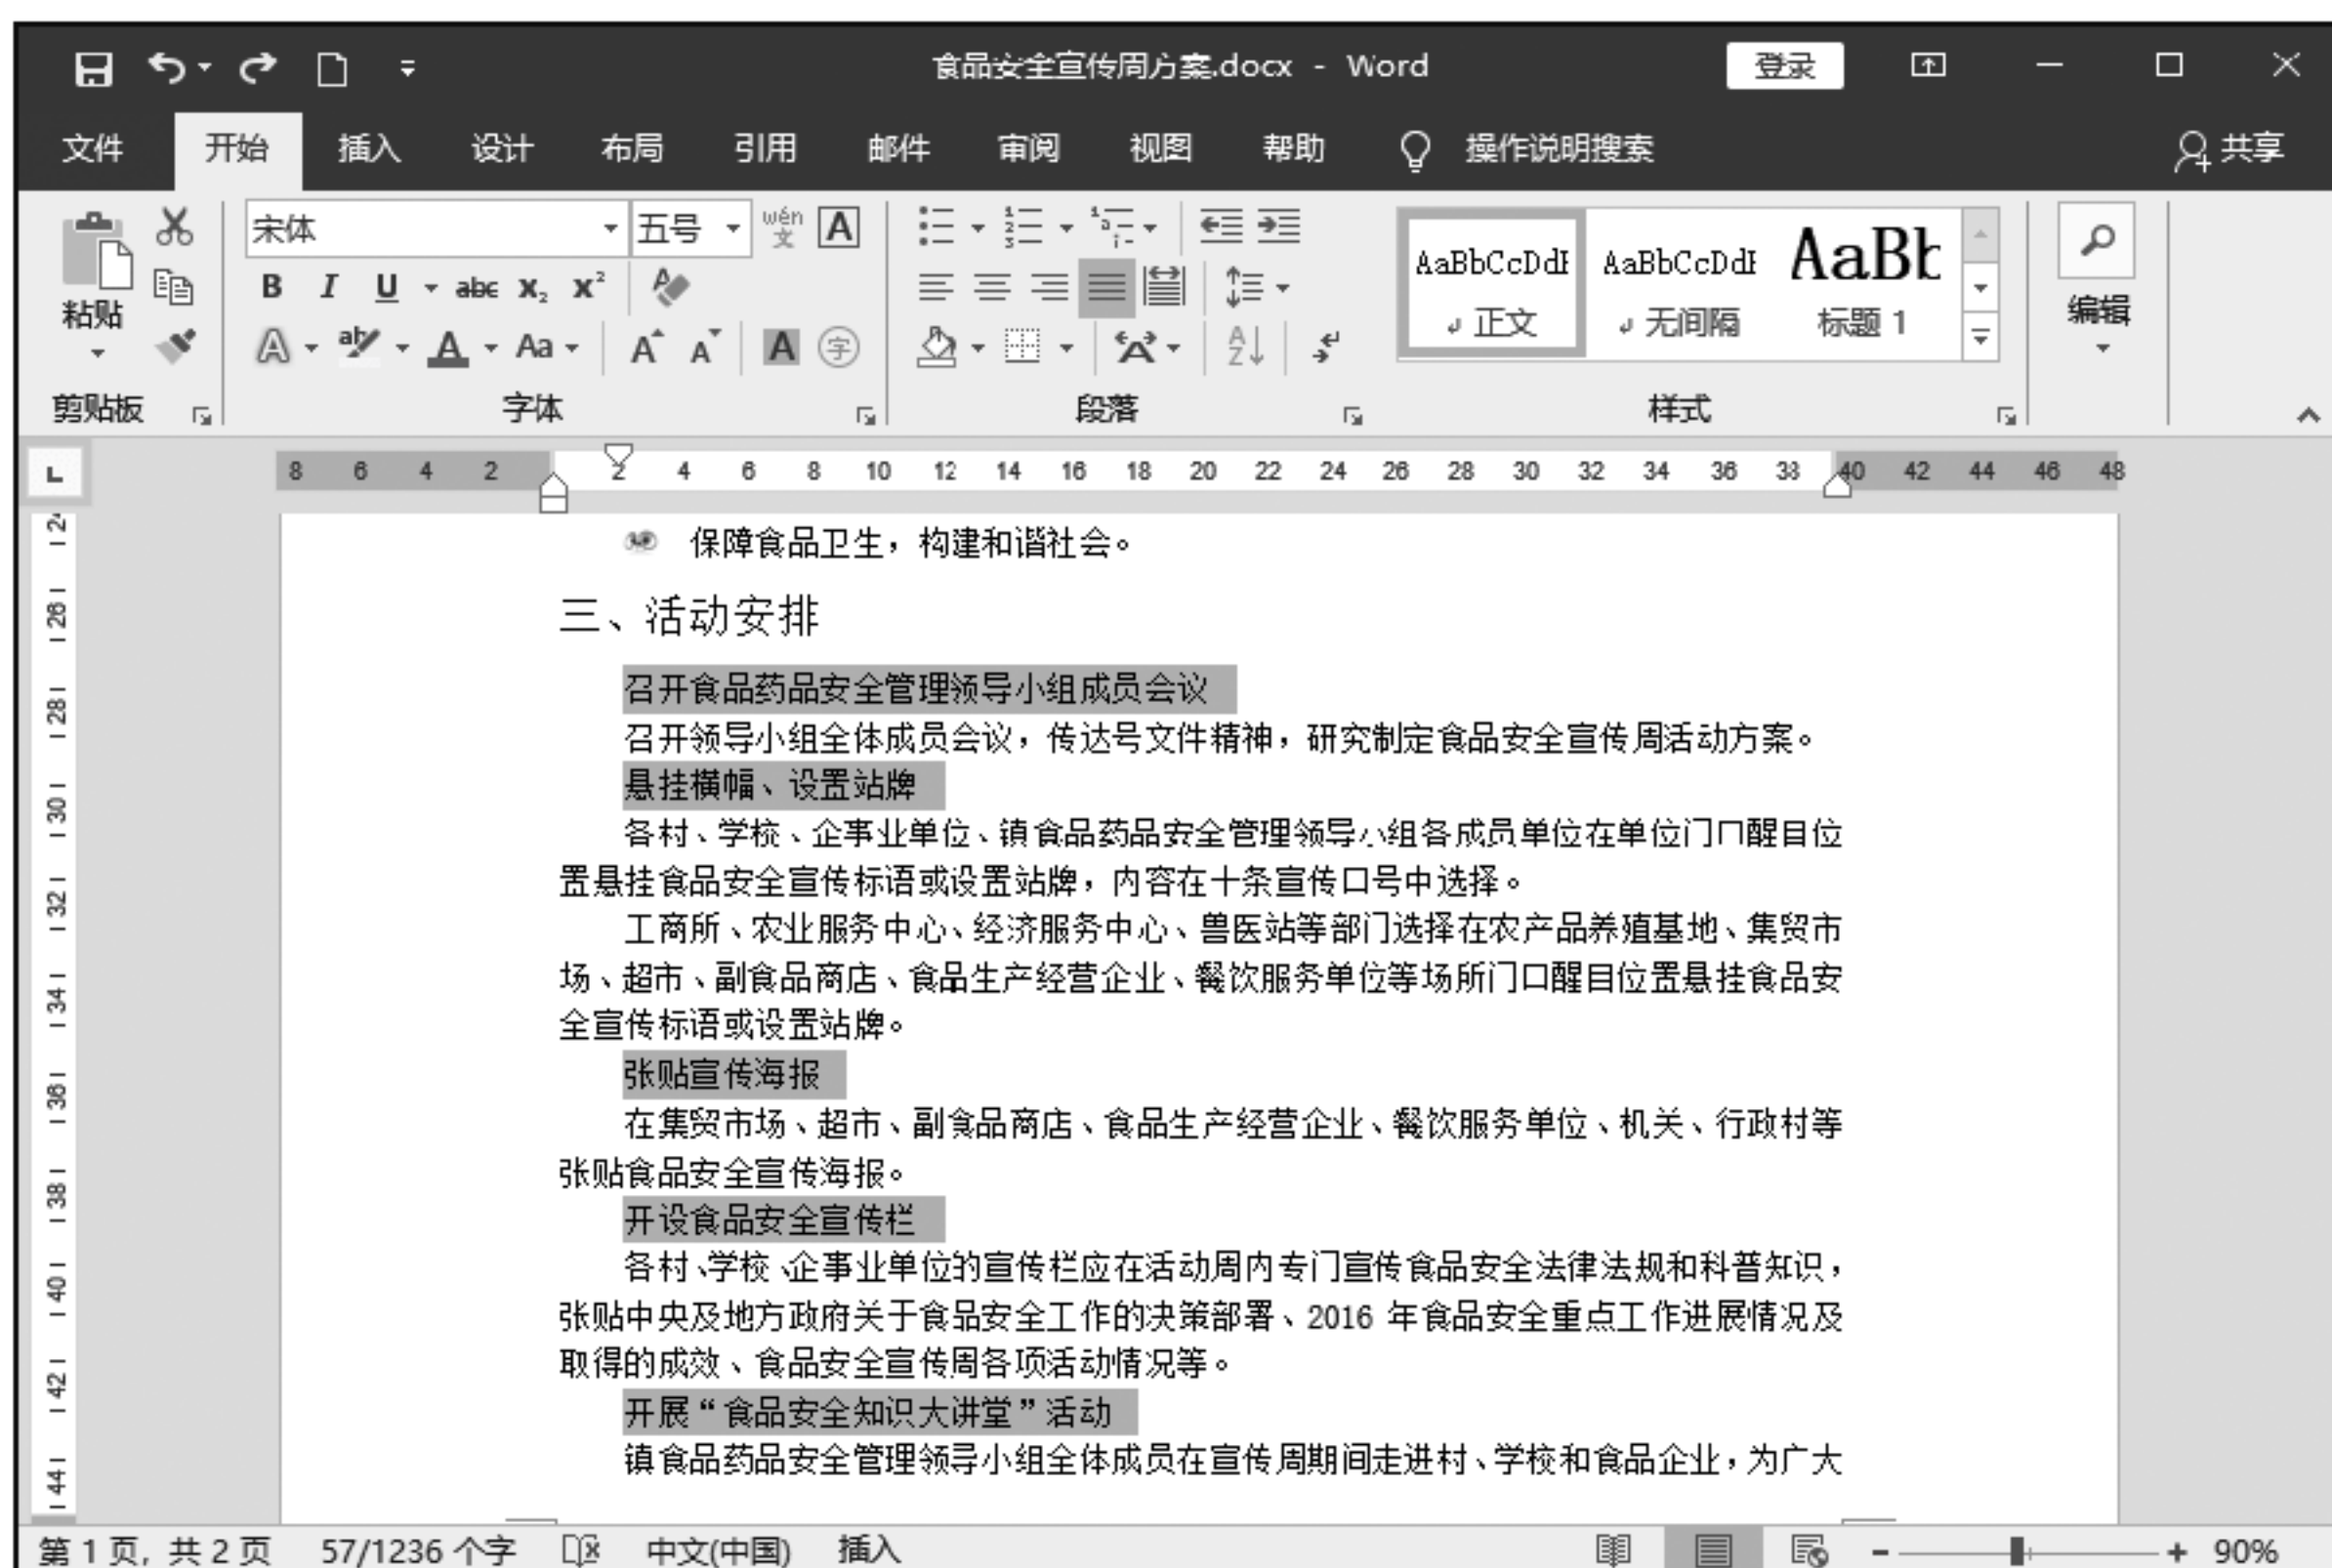 食品安全宣传周方案.docx - Word 登录
文件 开始 插入 设计 布局 引用 邮件 审阅 视图 帮助 操作说明搜索 共享
粘贴
剪贴板
宋体 五号 wén 文 A
B I U abc x₂ x²
A aby A Aa A A A 字
字体
段落
AaBbCcDdI AaBbCcDdI AaBb
↲ 正文 ↲ 无间隔 标题 1
样式
编辑
8 6 4 2 2 4 6 8 10 12 14 16 18 20 22 24 26 28 30 32 34 36 38 40 42 44 46 48
保障食品卫生，构建和谐社会。
三、活动安排
召开食品药品安全管理领导小组成员会议
召开领导小组全体成员会议，传达号文件精神，研究制定食品安全宣传周活动方案。
悬挂横幅、设置站牌
各村、学校、企事业单位、镇食品药品安全管理领导小组各成员单位在单位门口醒目位
置悬挂食品安全宣传标语或设置站牌，内容在十条宣传口号中选择。
工商所、农业服务中心、经济服务中心、兽医站等部门选择在农产品养殖基地、集贸市
场、超市、副食品商店、食品生产经营企业、餐饮服务单位等场所门口醒目位置悬挂食品安
全宣传标语或设置站牌。
张贴宣传海报
在集贸市场、超市、副食品商店、食品生产经营企业、餐饮服务单位、机关、行政村等
张贴食品安全宣传海报。
开设食品安全宣传栏
各村、学校、企事业单位的宣传栏应在活动周内专门宣传食品安全法律法规和科普知识，
张贴中央及地方政府关于食品安全工作的决策部署、2016 年食品安全重点工作进展情况及
取得的成效、食品安全宣传周各项活动情况等。
开展“食品安全知识大讲堂”活动
镇食品药品安全管理领导小组全体成员在宣传周期间走进村、学校和食品企业，为广大
24 26 28 30 32 34 36 38 40 42 44
第 1 页，共 2 页 57/1236 个字 中文(中国) 插入 90%